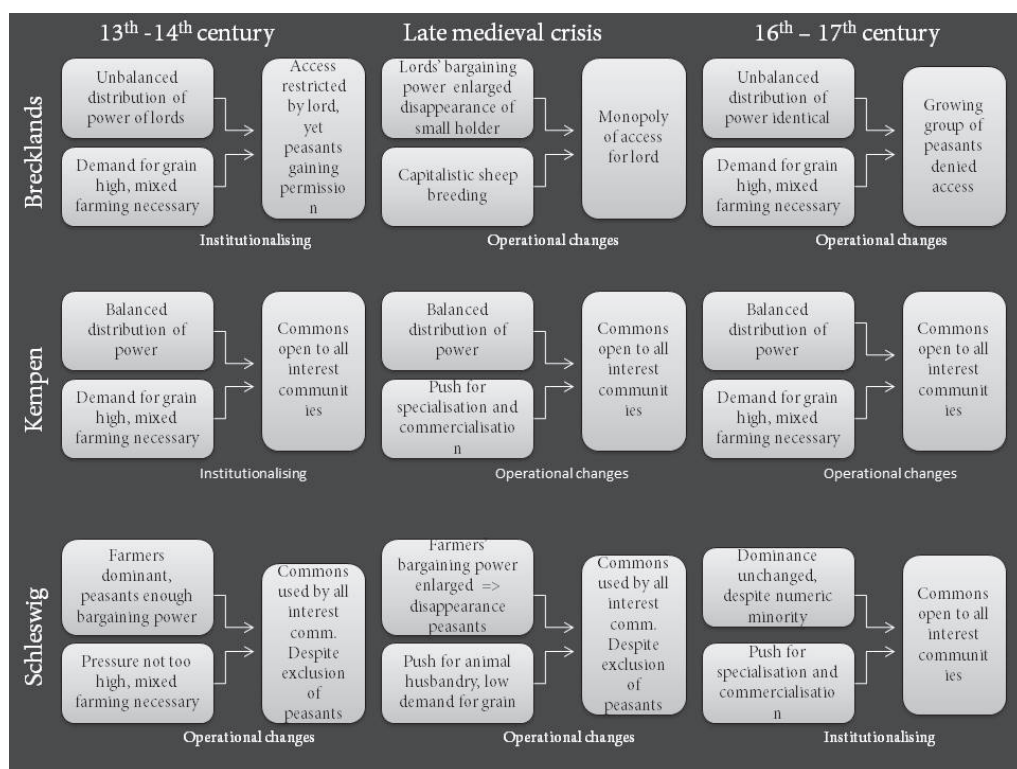 13th -14th century
Late medieval crisis
16th – 17th century
Brecklands
Unbalanced
distribution of
power of lords
Demand for grain
high, mixed
farming necessary
Access
restricted
by lord,
yet
peasants
gaining
permissio
n
Institutionalising
Lords' bargaining
power enlarged
disappearance of
small holder
Capitalistic sheep
breeding
Monopoly
of access
for lord
Operational changes
Unbalanced
distribution of
power identical
Demand for grain
high, mixed
farming necessary
Growing
group of
peasants
denied
access
Operational changes
Kempen
Balanced
distribution of
power
Demand for grain
high, mixed
farming necessary
Commons
open to all
interest
communit
ies
Institutionalising
Balanced
distribution of
power
Push for
specialisation and
commercialisatio
n
Commons
open to all
interest
communit
ies
Operational changes
Balanced
distribution of
power
Demand for grain
high, mixed
farming necessary
Commons
open to all
interest
communit
ies
Operational changes
Schleswig
Farmers
dominant,
peasants enough
bargaining power
Pressure not too
high, mixed
farming necessary
Commons
used by all
interest
comm.
Despite
exclusion
of
peasants
Operational changes
Farmers'
bargaining power
enlarged =>
disappearance
peasants
Push for animal
husbandry, low
demand for grain
Commons
used by all
interest
comm.
Despite
exclusion
of
peasants
Operational changes
Dominance
unchanged,
despite numeric
minority
Push for
specialisation and
commercialisatio
n
Commons
open to all
interest
communit
ies
Institutionalising